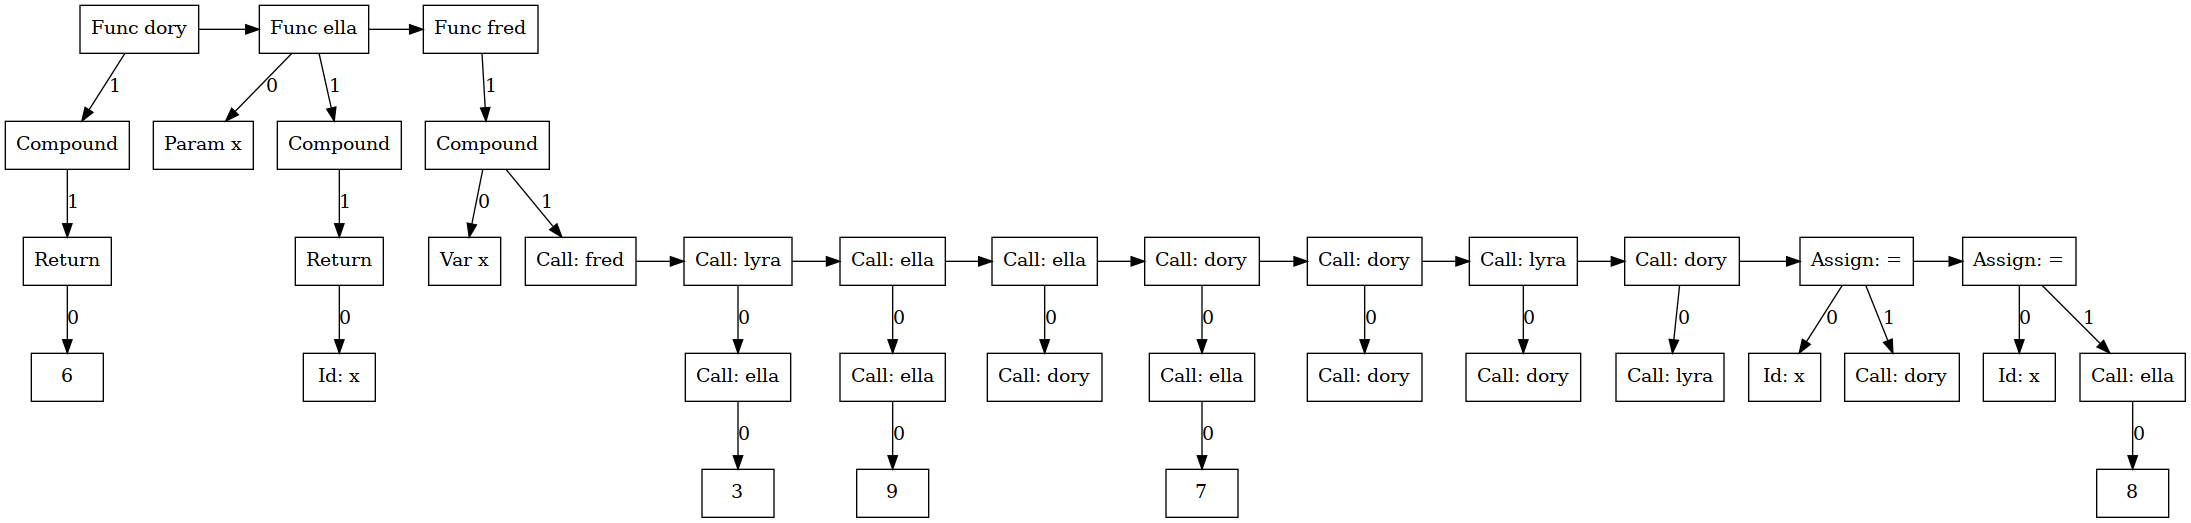 Func dory
Func ella
Func fred
1
0
1
1
Compound
Param x
Compound
Compound
1
1
0
1
Return
Return
Var x
Call: fred
Call: lyra
Call: ella
Call: ella
Call: dory
Call: dory
Call: lyra
Call: dory
Assign: =
Assign: =
0
0
0
0
0
0
0
0
0
0
1
0
1
6
Id: x
Call: ella
Call: ella
Call: dory
Call: ella
Call: dory
Call: dory
Call: lyra
Id: x
Call: dory
Id: x
Call: ella
0
0
0
0
3
9
7
8